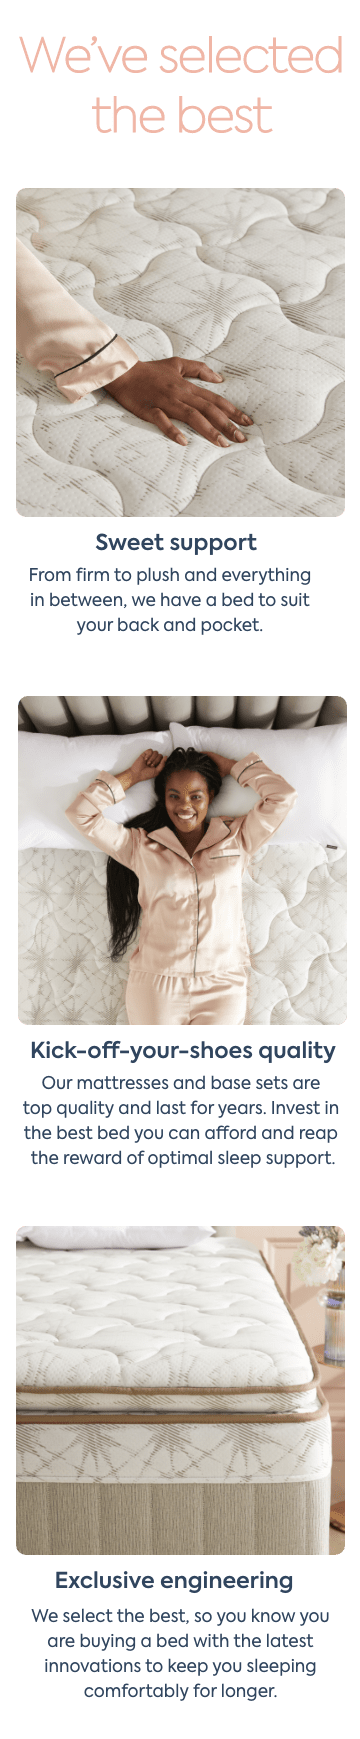 We've selected
the best
Sweet support
From firm to plush and everything
in between, we have a bed to suit
your back and pocket.
Kick-off-your-shoes quality
Our mattresses and base sets are
top quality and last for years. Invest in
the best bed you can afford and reap
the reward of optimal sleep support.
Exclusive engineering
We select the best, so you know you
are buying a bed with the latest
innovations to keep you sleeping
comfortably for longer.